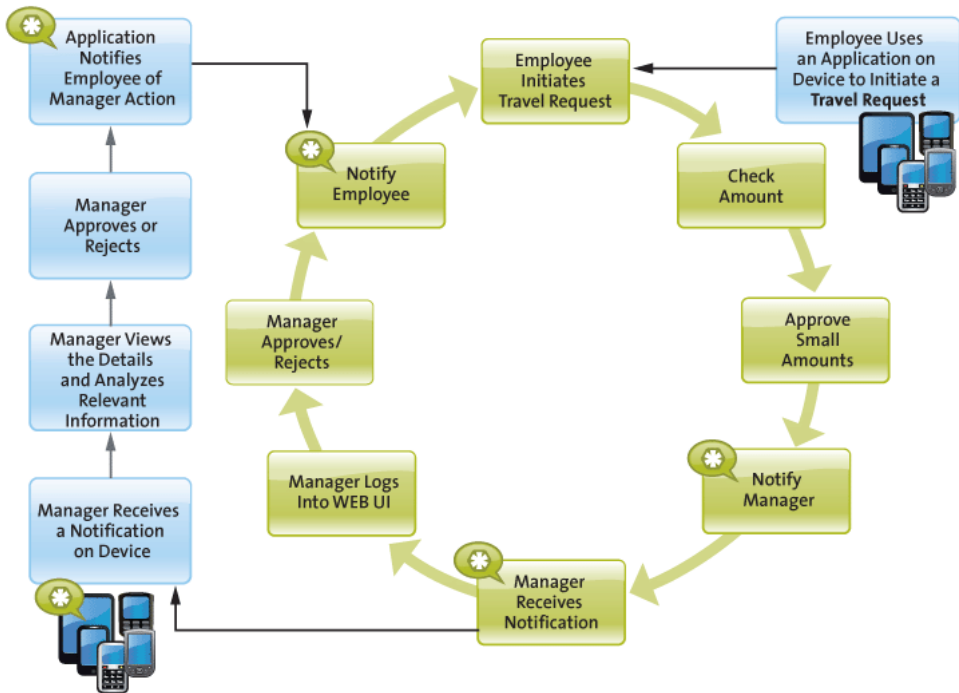 Application
Notifies
Employee of
Manager Action
Employee
Initiates
Travel Request
Employee Uses
an Application on
Device to Initiate a
Travel Request
Notify
Employee
Check
Amount
Manager
Approves or
Rejects
Manager
Approves/
Rejects
Approve
Small
Amounts
Manager Views
the Details
and Analyzes
Relevant
Information
Manager Logs
Into WEB UI
Notify
Manager
Manager Receives
a Notification
on Device
Manager
Receives
Notification